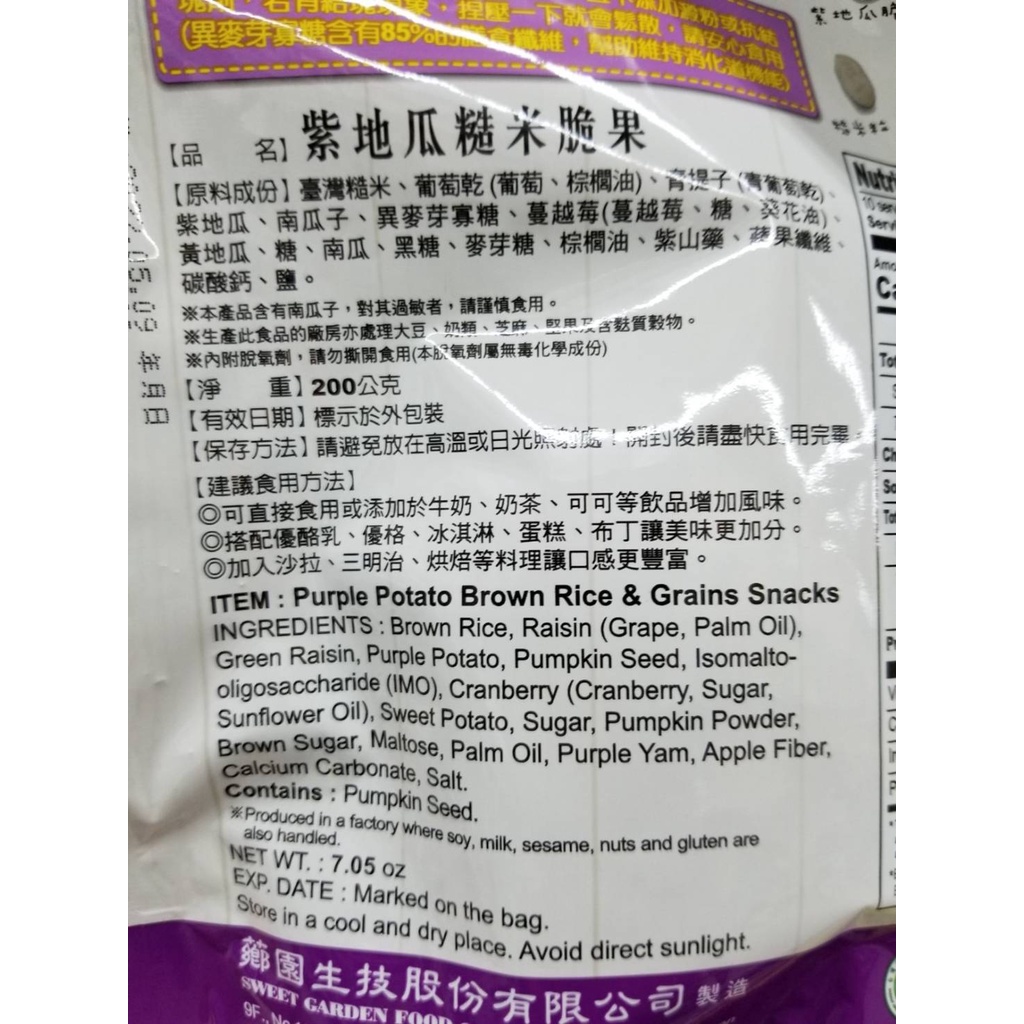 紫地瓜脆
(異麥芽寡糖含有85%的膳食纖維，幫助維持消化道機能)
糙米粒
【品 名】紫地瓜糙米脆果
【原料成份】臺灣糙米、葡萄乾(葡萄、棕櫚油)、青提子(青葡萄乾)、
紫地瓜、南瓜子、異麥芽寡糖、蔓越莓(蔓越莓、糖、葵花油)、
黃地瓜、糖、南瓜、黑糖、麥芽糖、棕櫚油、紫山藥、蘋果纖維、
碳酸鈣、鹽。
※本產品含有南瓜子，對其過敏者，請謹慎食用。
※生產此食品的廠房亦處理大豆、奶類、芝麻、堅果及含麩質穀物。
※內附脫氧劑，請勿撕開食用(本脫氧劑屬無毒化學成份)
【淨 重】200公克
【有效日期】標示於外包裝
【保存方法】請避免放在高溫或日光照射處！開封後請盡快食用完畢
【建議食用方法】
◎可直接食用或添加於牛奶、奶茶、可可等飲品增加風味。
◎搭配優酪乳、優格、冰淇淋、蛋糕、布丁讓美味更加分。
◎加入沙拉、三明治、烘焙等料理讓口感更豐富。
ITEM : Purple Potato Brown Rice & Grains Snacks
INGREDIENTS : Brown Rice, Raisin (Grape, Palm Oil),
Green Raisin, Purple Potato, Pumpkin Seed, Isomalto-
oligosaccharide (IMO), Cranberry (Cranberry, Sugar,
Sunflower Oil), Sweet Potato, Sugar, Pumpkin Powder,
Brown Sugar, Maltose, Palm Oil, Purple Yam, Apple Fiber,
Calcium Carbonate, Salt.
Contains : Pumpkin Seed.
※Produced in a factory where soy, milk, sesame, nuts and gluten are
also handled.
NET WT. : 7.05 oz
EXP. DATE : Marked on the bag.
Store in a cool and dry place. Avoid direct sunlight.
薌園生技股份有限公司 製造
SWEET GARDEN FOOD
9F.,